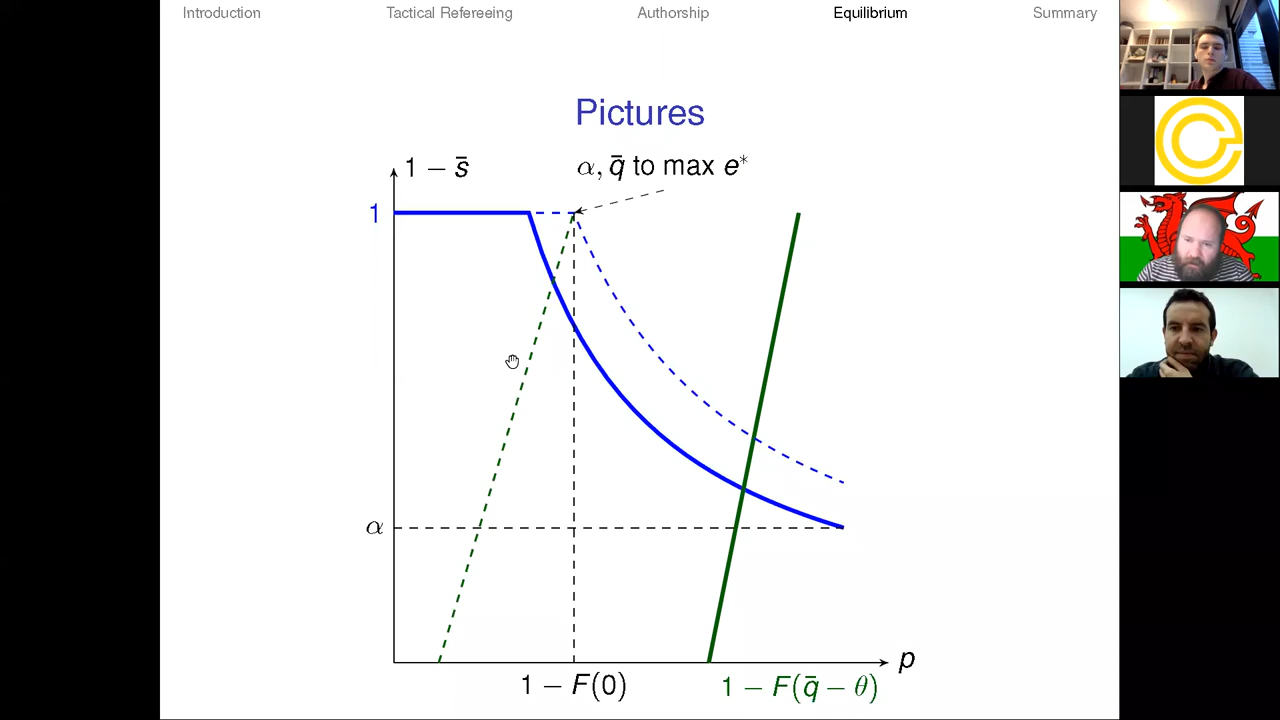 Introduction Tactical Refereeing Authorship Equilibrium Summary
Pictures
1 − s̄
α, q̄ to max e*
1
α
p
1 − F(0)
1 − F(q̄ − θ)